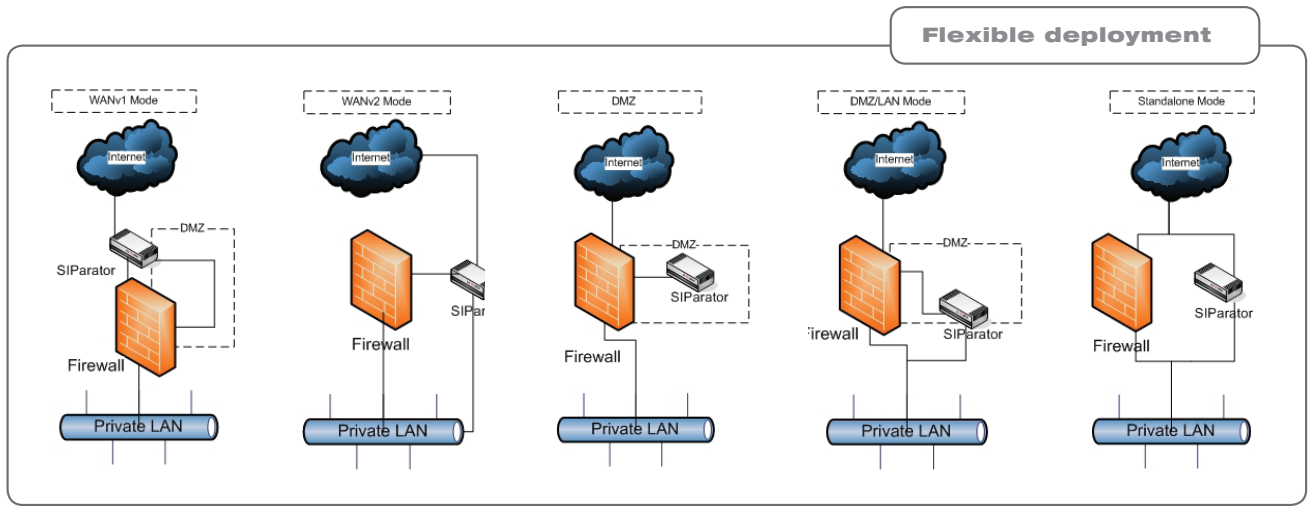 Flexible deployment
WANv1 Mode
Internet
DMZ
SIParator
Firewall
Private LAN
WANv2 Mode
Internet
SIPar
Firewall
Private LAN
DMZ
Internet
DMZ
SIParator
Firewall
Private LAN
DMZ/LAN Mode
Internet
DMZ
SIParator
Firewall
Private LAN
Standalone Mode
Internet
SIParator
Firewall
Private LAN